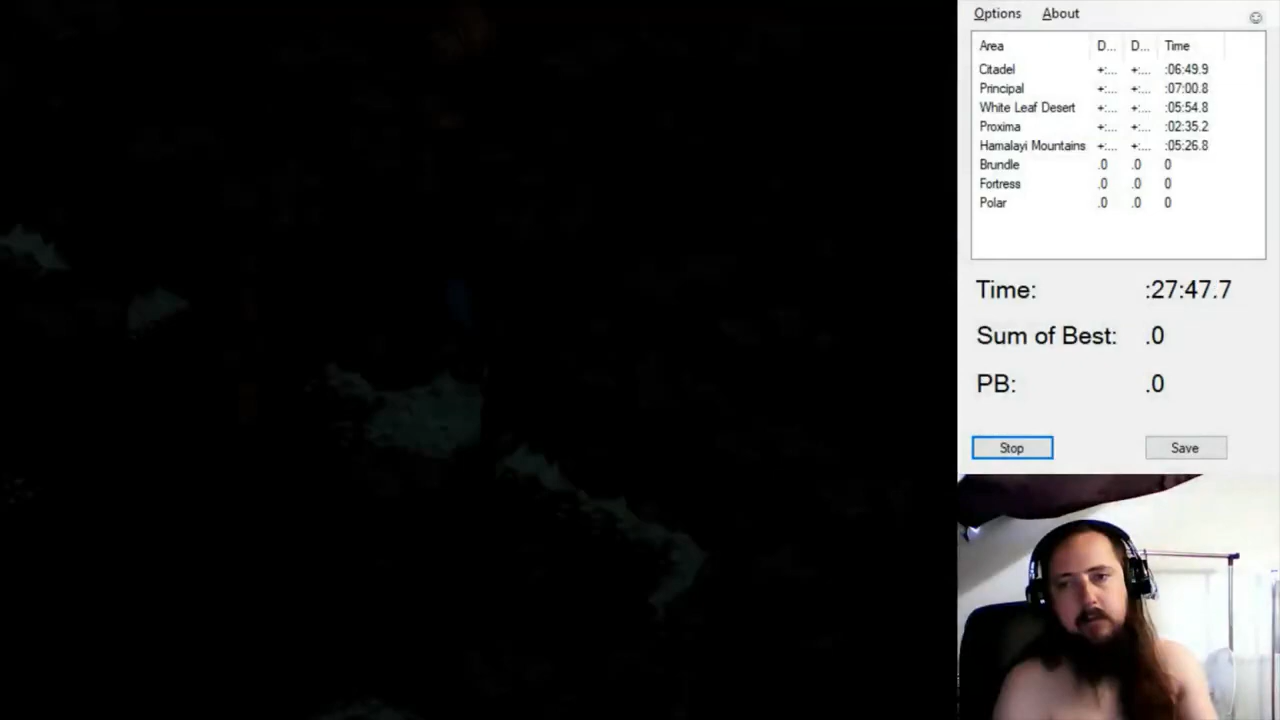 Options About
Area D... D... Time
Citadel +:... +:... :06:49.9
Principal +:... +:... :07:00.8
White Leaf Desert +:... +:... :05:54.8
Proxima +:... +:... :02:35.2
Hamalayi Mountains +:... +:... :05:26.8
Brundle .0 .0 0
Fortress .0 .0 0
Polar .0 .0 0
Time: :27:47.7
Sum of Best: .0
PB: .0
Stop Save